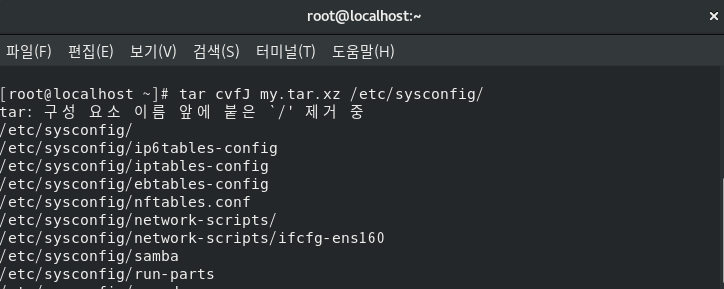 root@localhost:~
파일(F) 편집(E) 보기(V) 검색(S) 터미널(T) 도움말(H)
[root@localhost ~]# tar cvfJ my.tar.xz /etc/sysconfig/
tar: 구성 요소 이름 앞에 붙은 `/' 제거 중
/etc/sysconfig/
/etc/sysconfig/ip6tables-config
/etc/sysconfig/iptables-config
/etc/sysconfig/ebtables-config
/etc/sysconfig/nftables.conf
/etc/sysconfig/network-scripts/
/etc/sysconfig/network-scripts/ifcfg-ens160
/etc/sysconfig/samba
/etc/sysconfig/run-parts